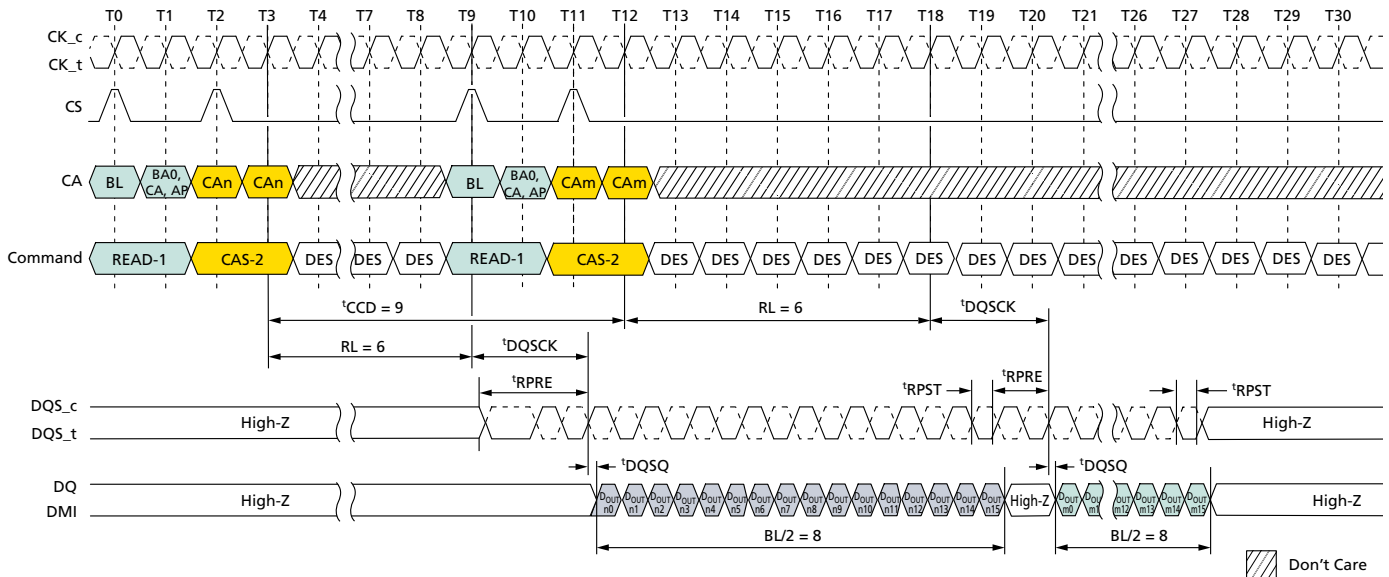 T0 T1 T2 T3 T4 T7 T8 T9 T10 T11 T12 T13 T14 T15 T16 T17 T18 T19 T20 T21 T26 T27 T28 T29 T30
CK_c
CK_t
CS
CA BL BA0, CA, AP CAn CAn BL BA0, CA, AP CAm CAm
Command READ-1 CAS-2 DES DES DES READ-1 CAS-2 DES DES DES DES DES DES DES DES DES DES DES DES DES DES
tCCD = 9 RL = 6 tDQSCK
RL = 6 tDQSCK
tRPRE tRPST tRPRE tRPST
DQS_c
DQS_t High-Z High-Z
tDQSQ tDQSQ
DQ
DMI High-Z DOUT n0 DOUT n1 DOUT n2 DOUT n3 DOUT n4 DOUT n5 DOUT n6 DOUT n7 DOUT n8 DOUT n9 DOUT n10 DOUT n11 DOUT n12 DOUT n13 DOUT n14 DOUT n15 High-Z DOUT m0 DOUT m1 DOUT m12 DOUT m13 DOUT m14 DOUT m15 High-Z
BL/2 = 8 BL/2 = 8
Don't Care